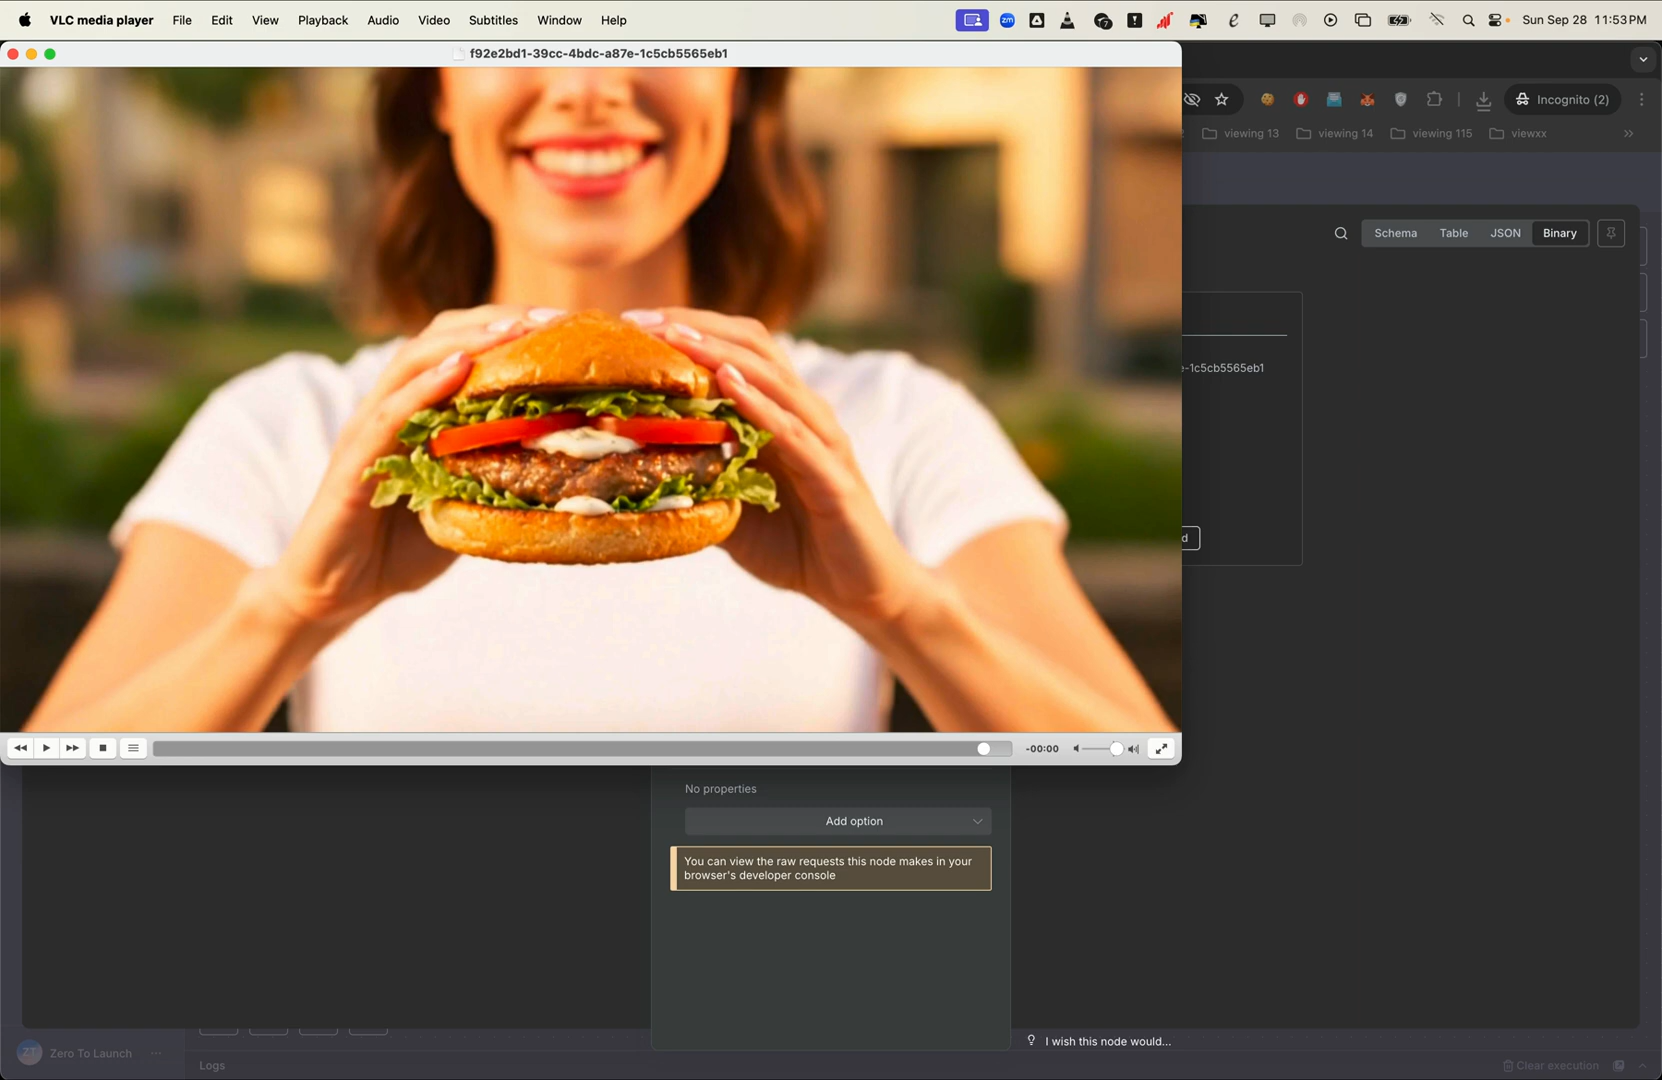 VLC media player File Edit View Playback Audio Video Subtitles Window Help
zm
7
Sun Sep 28 11:53 PM
f92e2bd1-39cc-4bdc-a87e-1c5cb5565eb1
Incognito (2)
viewing 13 viewing 14 viewing 115 viewxx
Schema Table JSON Binary
e-1c5cb5565eb1
d
-00:00
No properties
Add option
You can view the raw requests this node makes in your
browser's developer console
I wish this node would...
ZT Zero To Launch
Logs
Clear execution